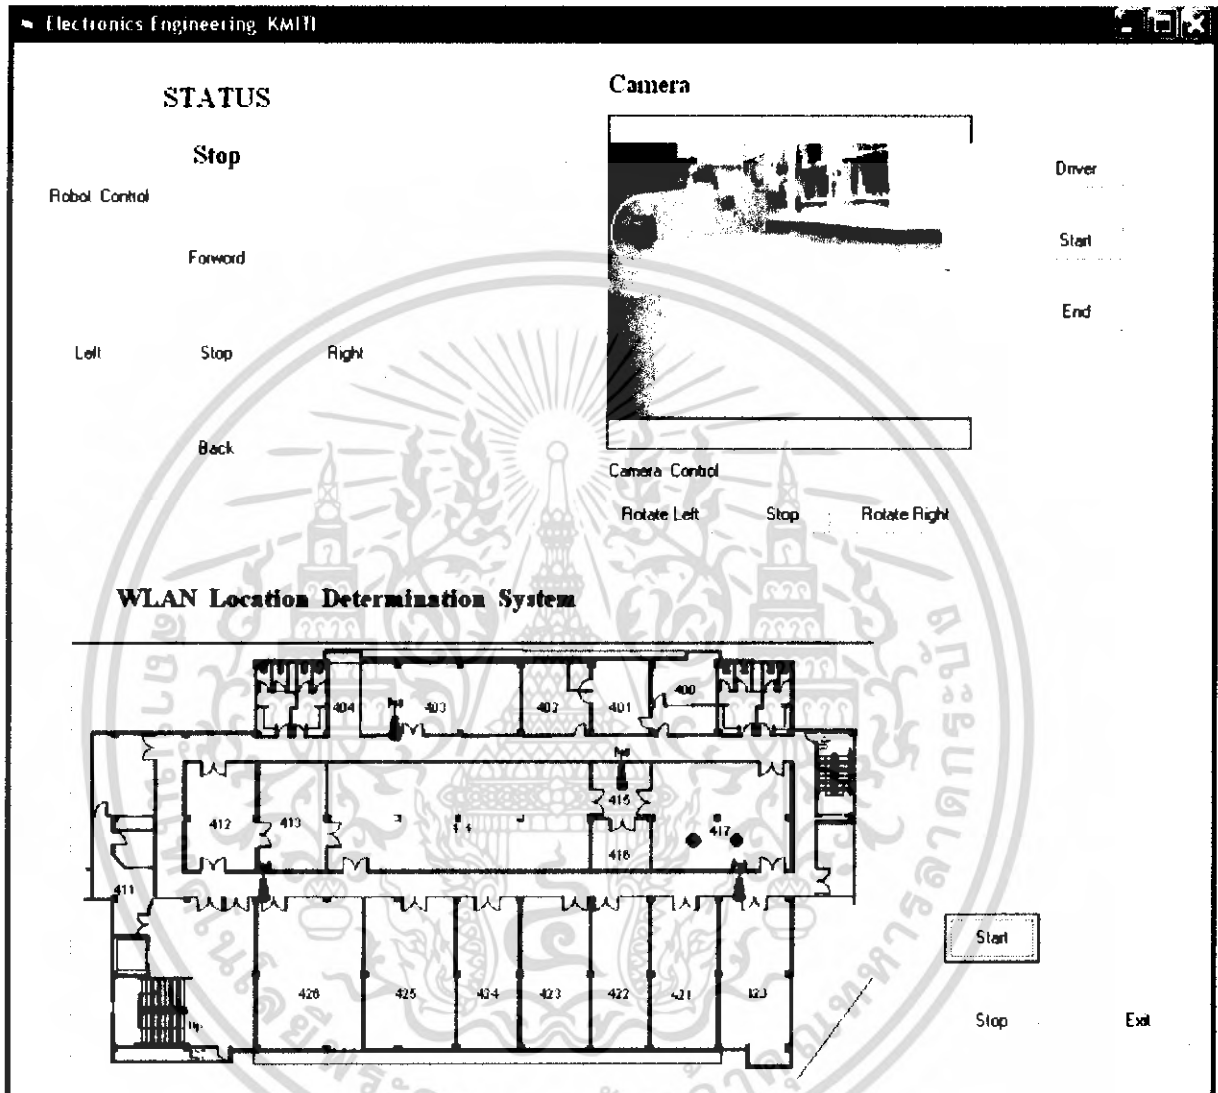 Electronics Engineering KMITL
STATUS
Stop
Robot Control
Forword
Left
Stop
Right
Back
Camera
Driver
Start
End
Camera Control
Rotate Left
Stop
Rotate Right
WLAN Location Determination System
404
403
402
401
400
412
413
415
416
417
411
426
425
424
423
422
421
Start
Stop
Exit